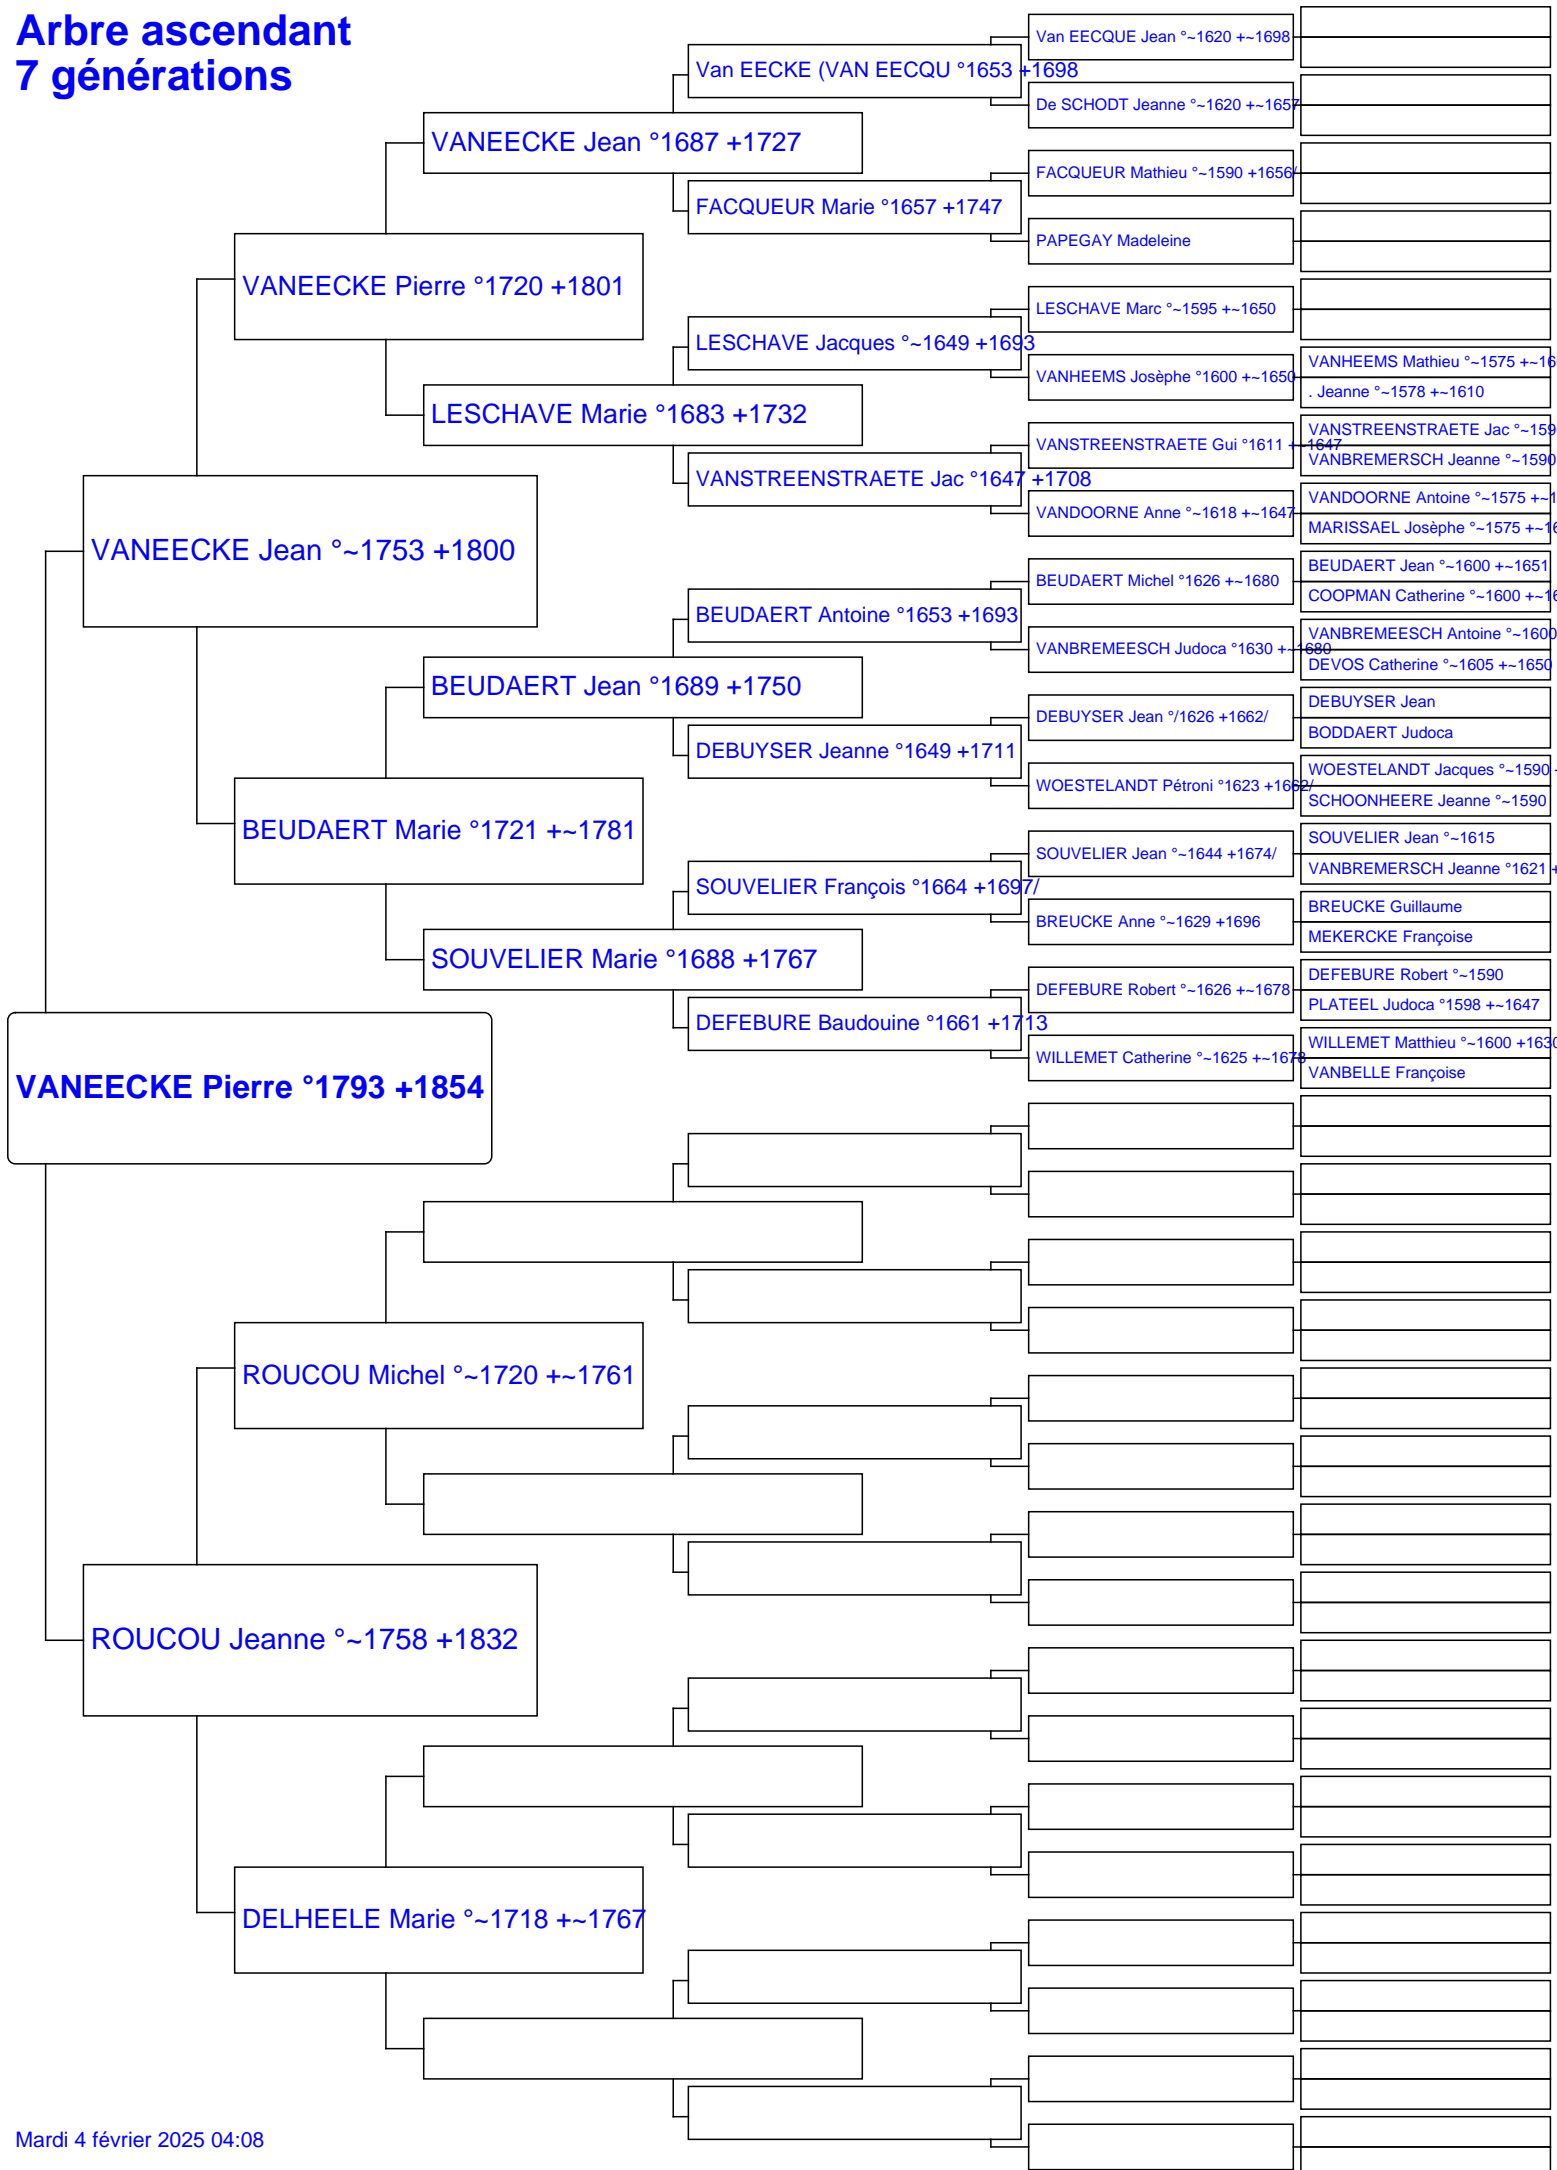 Arbre ascendant
7 générations
Van EECQUE Jean °~1620 +~1698
Van EECKE (VAN EECQU °1653 +1698
De SCHODT Jeanne °~1620 +~1657
VANEECKE Jean °1687 +1727
FACQUEUR Mathieu °~1590 +1656/
FACQUEUR Marie °1657 +1747
PAPEGAY Madeleine
VANEECKE Pierre °1720 +1801
LESCHAVE Marc °~1595 +~1650
LESCHAVE Jacques °~1649 +1693
VANHEEMS Mathieu °~1575 +~16
VANHEEMS Josèphe °1600 +~1650
. Jeanne °~1578 +~1610
LESCHAVE Marie °1683 +1732
VANSTREENSTRAETE Jac °~159
VANSTREENSTRAETE Gui °1611 +~1647
VANBREMERSCH Jeanne °~1590
VANSTREENSTRAETE Jac °1647 +1708
VANDOORNE Antoine °~1575 +~1
VANDOORNE Anne °~1618 +~1647
MARISSAEL Josèphe °~1575 +~16
VANEECKE Jean °~1753 +1800
BEUDAERT Jean °~1600 +~1651
BEUDAERT Michel °1626 +~1680
COOPMAN Catherine °~1600 +~16
BEUDAERT Antoine °1653 +1693
VANBREMEESCH Antoine °~1600
VANBREMEESCH Judoca °1630 +~1680
DEVOS Catherine °~1605 +~1650
BEUDAERT Jean °1689 +1750
DEBUYSER Jean
DEBUYSER Jean °/1626 +1662/
BODDAERT Judoca
DEBUYSER Jeanne °1649 +1711
WOESTELANDT Jacques °~1590 +
WOESTELANDT Pétroni °1623 +1662/
SCHOONHEERE Jeanne °~1590
BEUDAERT Marie °1721 +~1781
SOUVELIER Jean °~1615
SOUVELIER Jean °~1644 +1674/
VANBREMERSCH Jeanne °1621 +
SOUVELIER François °1664 +1697/
BREUCKE Guillaume
BREUCKE Anne °~1629 +1696
MEKERCKE Françoise
SOUVELIER Marie °1688 +1767
DEFEBURE Robert °~1590
DEFEBURE Robert °~1626 +~1678
PLATEEL Judoca °1598 +~1647
DEFEBURE Baudouine °1661 +1713
WILLEMET Matthieu °~1600 +1630
WILLEMET Catherine °~1625 +~1678
VANBELLE Françoise
VANEECKE Pierre °1793 +1854
ROUCOU Michel °~1720 +~1761
ROUCOU Jeanne °~1758 +1832
DELHEELE Marie °~1718 +~1767
Mardi 4 février 2025 04:08